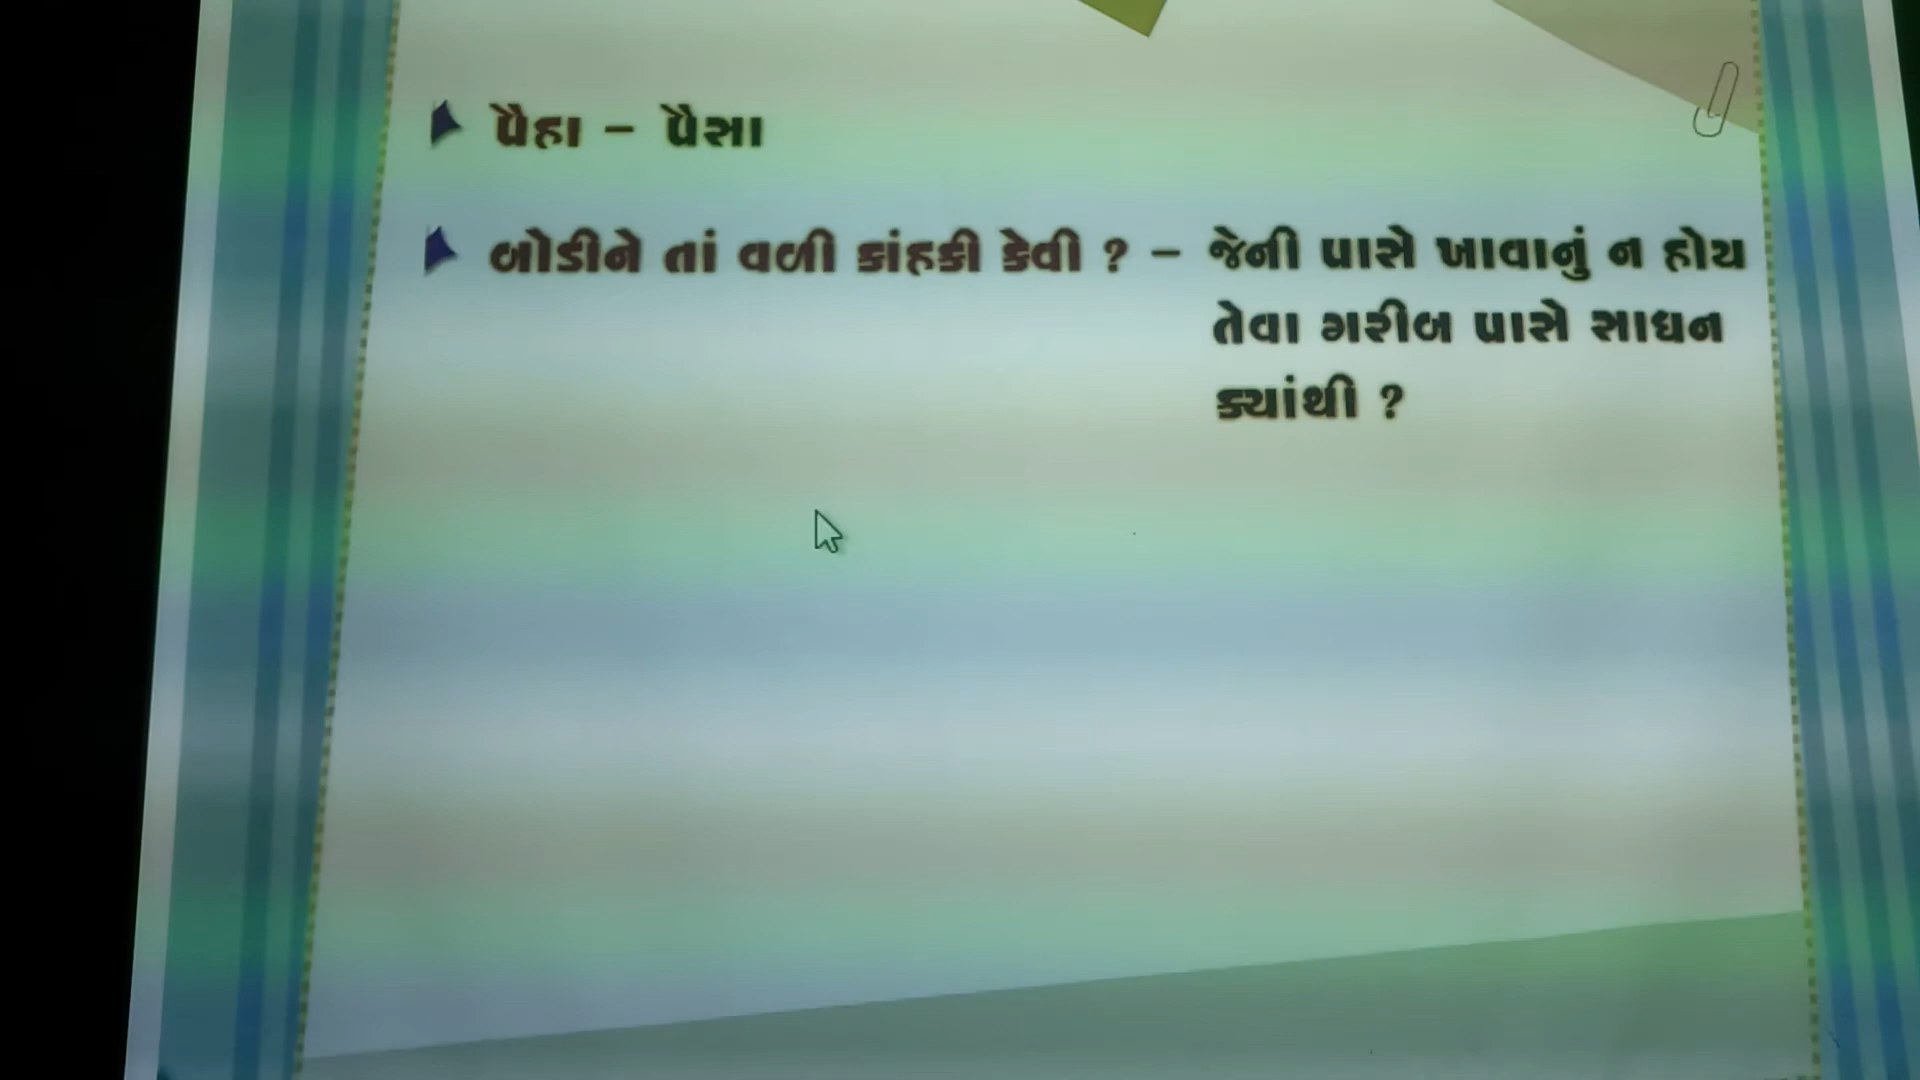 પૈહા – પૈસા
બોડીને તાં વળી કાંહકી કેવી ? – જેની પાસે ખાવાનું ન હોય
તેવા ગરીબ પાસે સાધન
ક્યાંથી ?